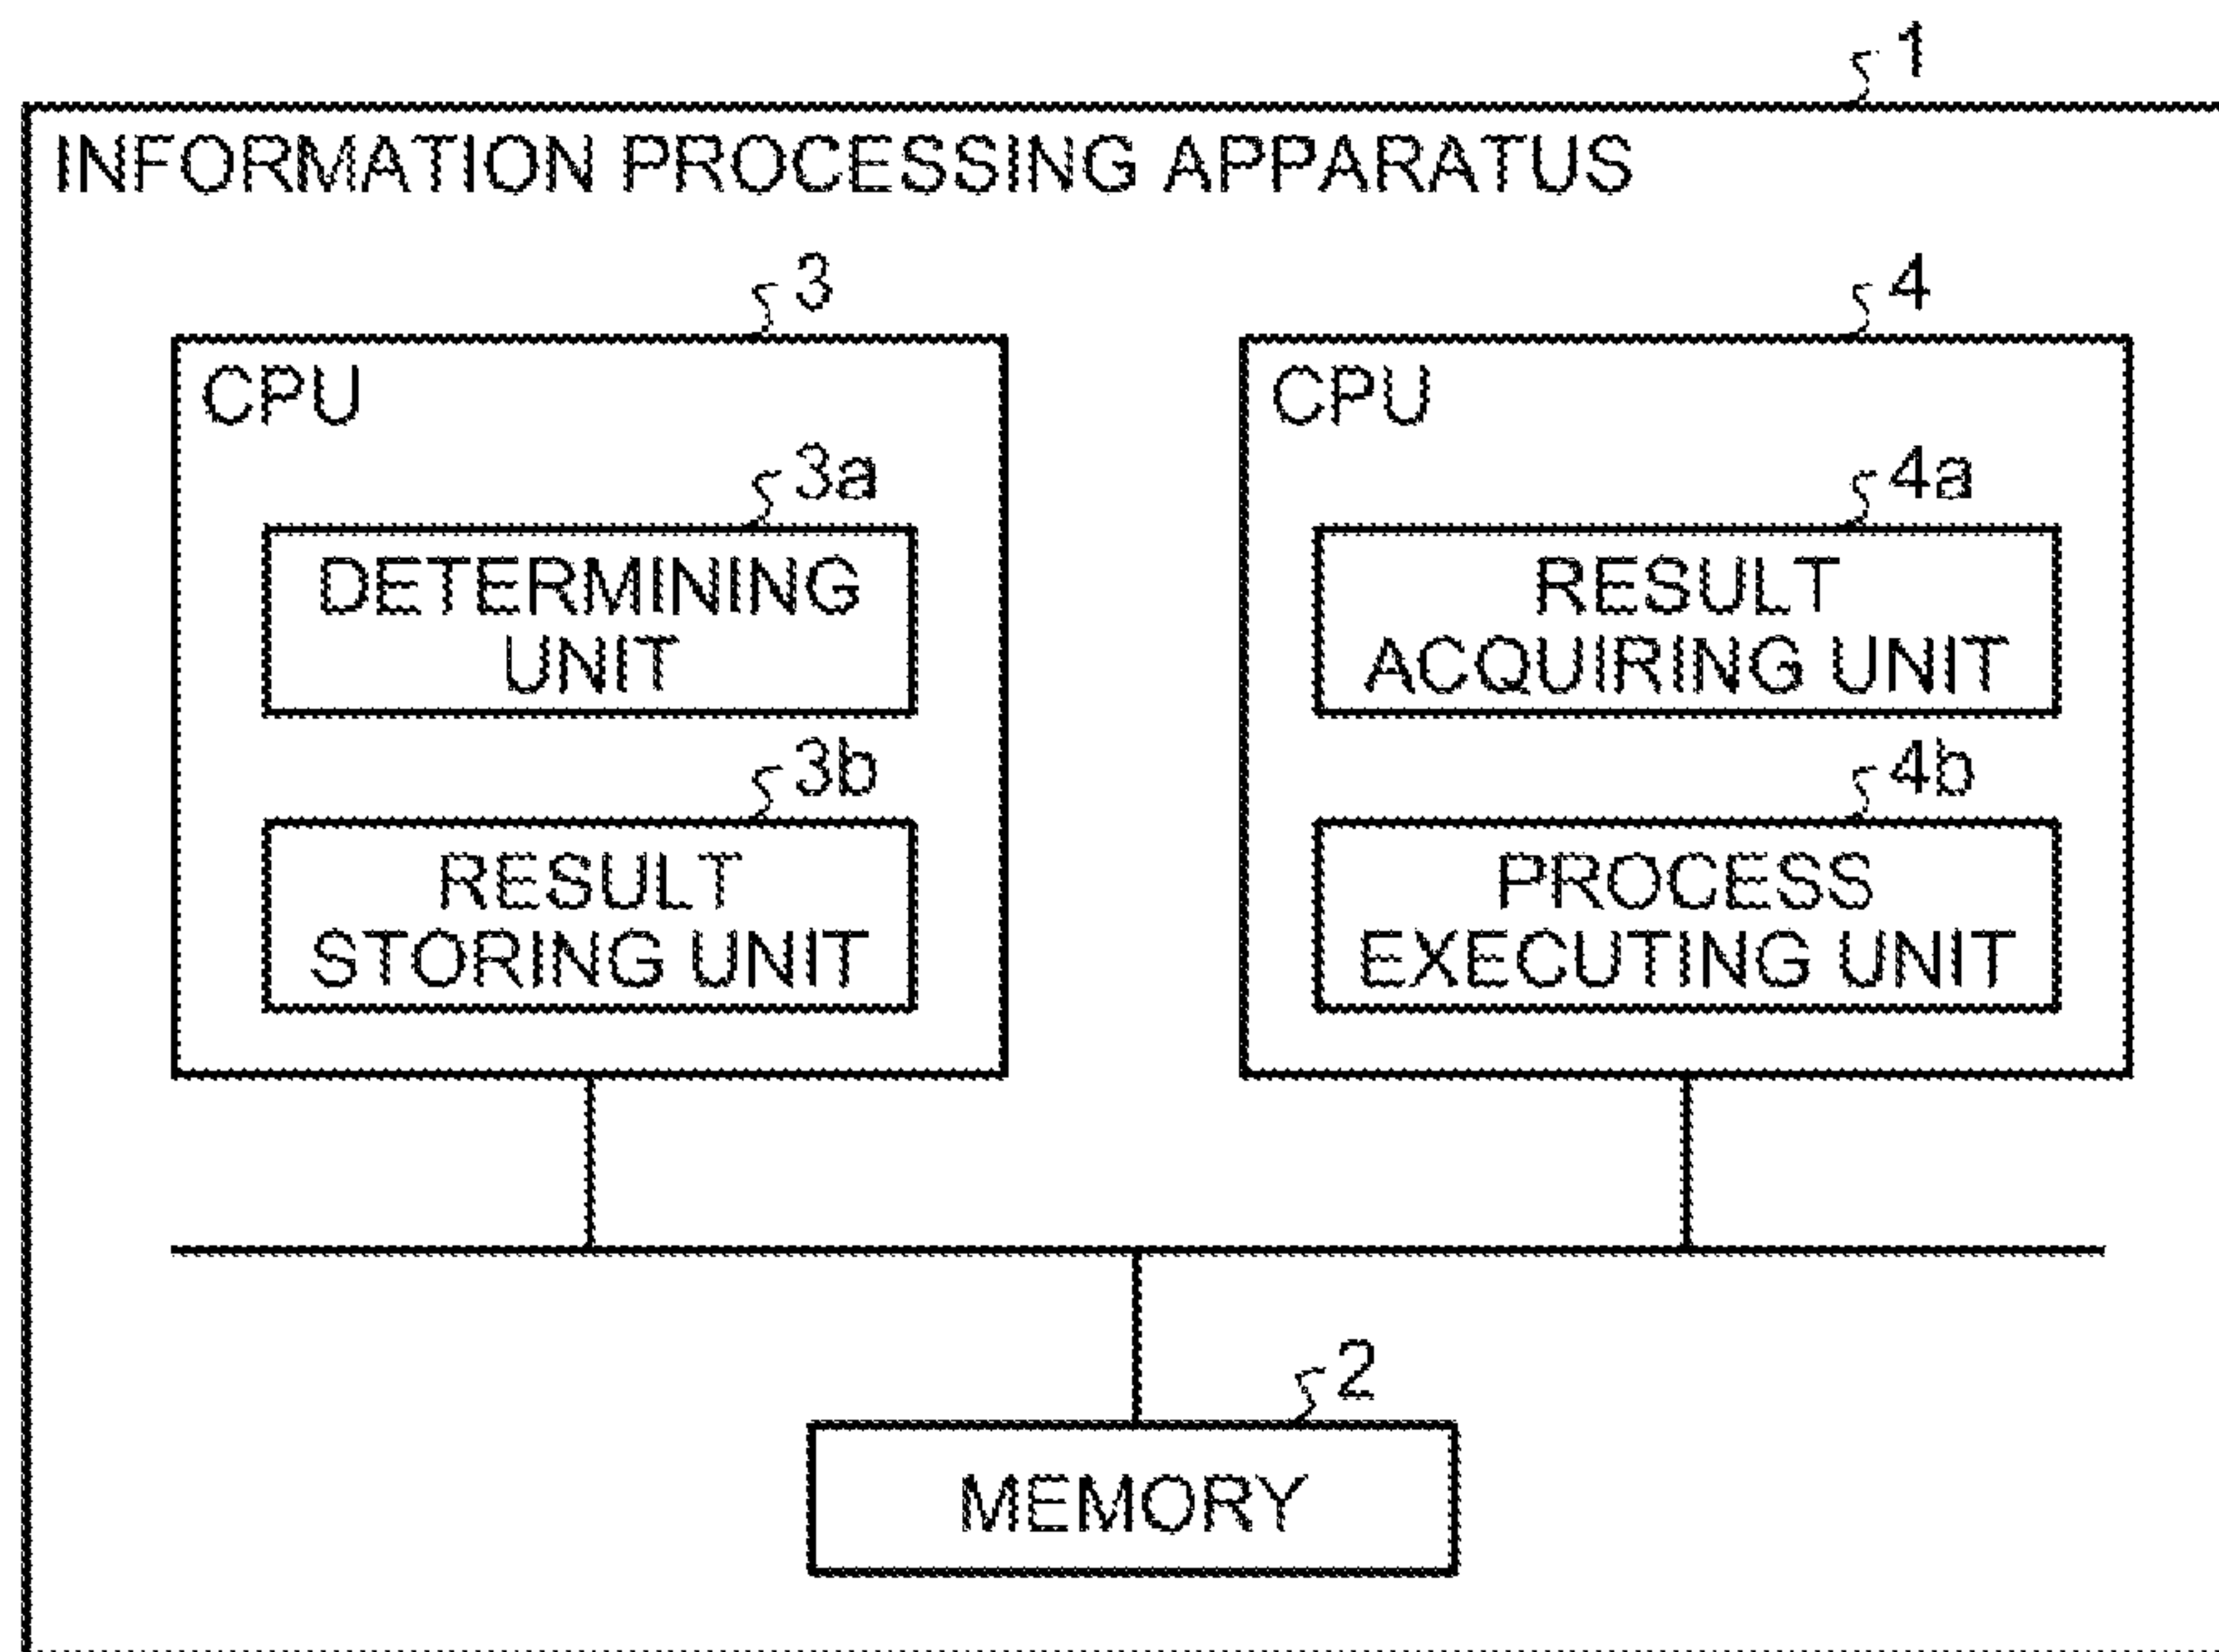 1
INFORMATION PROCESSING APPARATUS
3
4
CPU
CPU
3a
4a
DETERMINING
UNIT
RESULT
ACQUIRING UNIT
3b
4b
RESULT
STORING UNIT
PROCESS
EXECUTING UNIT
2
MEMORY